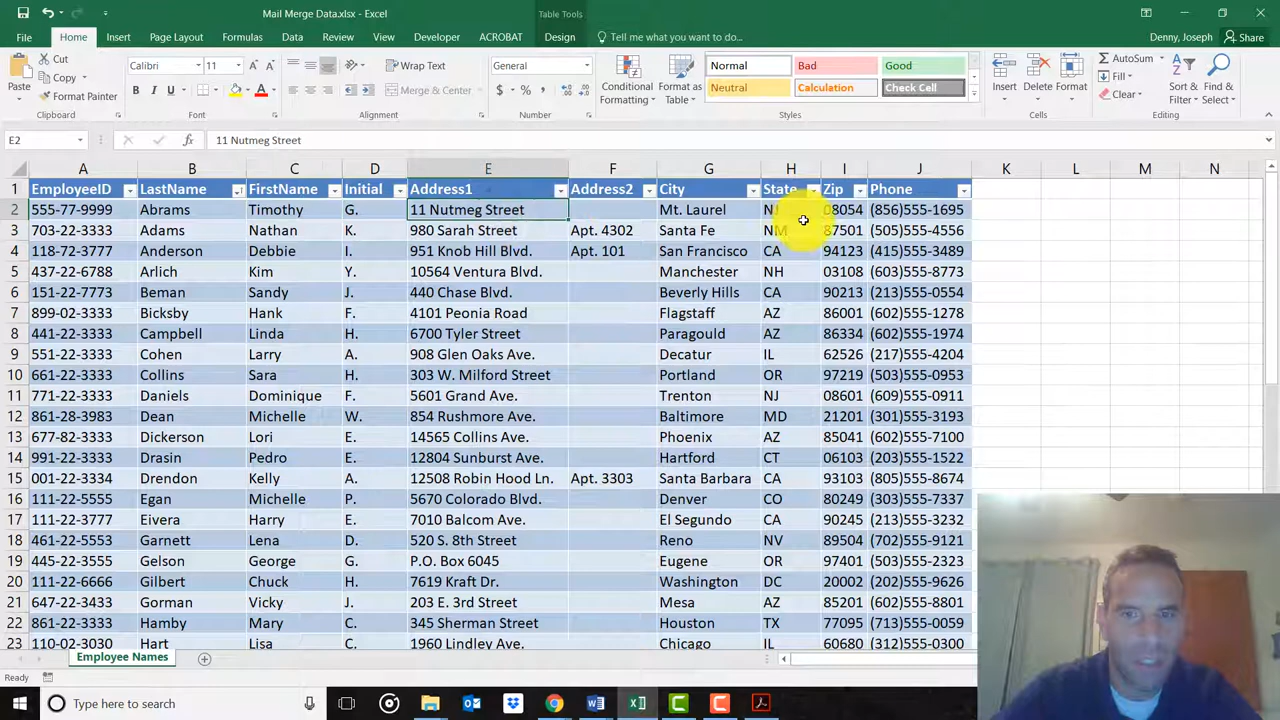 Mail Merge Data.xlsx - Excel
Table Tools
File Home Insert Page Layout Formulas Data Review View Developer ACROBAT Design Tell me what you want to do... Denny, Joseph Share
Cut
Copy
Format Painter
Paste
Clipboard
Calibri 11
B I U
Font
Wrap Text
Merge & Center
Alignment
General
$ % ,
Number
Conditional Formatting
Format as Table
Normal Bad Good
Neutral Calculation Check Cell
Styles
Insert Delete Format
Cells
AutoSum
Fill
Clear
Sort & Filter
Find & Select
Editing
E2 fx 11 Nutmeg Street
A B C D E F G H I J K L M N
1 EmployeeID LastName FirstName Initial Address1 Address2 City State Zip Phone
2 555-77-9999 Abrams Timothy G. 11 Nutmeg Street Mt. Laurel NJ 08054 (856)555-1695
3 703-22-3333 Adams Nathan K. 980 Sarah Street Apt. 4302 Santa Fe NM 87501 (505)555-4556
4 118-72-3777 Anderson Debbie I. 951 Knob Hill Blvd. Apt. 101 San Francisco CA 94123 (415)555-3489
5 437-22-6788 Arlich Kim Y. 10564 Ventura Blvd. Manchester NH 03108 (603)555-8773
6 151-22-7773 Beman Sandy J. 440 Chase Blvd. Beverly Hills CA 90213 (213)555-0554
7 899-02-3333 Bicksby Hank F. 4101 Peonia Road Flagstaff AZ 86001 (602)555-1278
8 441-22-3333 Campbell Linda H. 6700 Tyler Street Paragould AZ 86334 (602)555-1974
9 551-22-3333 Cohen Larry A. 908 Glen Oaks Ave. Decatur IL 62526 (217)555-4204
10 661-22-3333 Collins Sara H. 303 W. Milford Street Portland OR 97219 (503)555-0953
11 771-22-3333 Daniels Dominique F. 5601 Grand Ave. Trenton NJ 08601 (609)555-0911
12 861-28-3983 Dean Michelle W. 854 Rushmore Ave. Baltimore MD 21201 (301)555-3193
13 677-82-3333 Dickerson Lori E. 14565 Collins Ave. Phoenix AZ 85041 (602)555-7100
14 991-22-3333 Drasin Pedro E. 12804 Sunburst Ave. Hartford CT 06103 (203)555-1522
15 001-22-3334 Drendon Kelly A. 12508 Robin Hood Ln. Apt. 3303 Santa Barbara CA 93103 (805)555-8674
16 111-22-5555 Egan Michelle P. 5670 Colorado Blvd. Denver CO 80249 (303)555-7337
17 111-22-3777 Eivera Harry E. 7010 Balcom Ave. El Segundo CA 90245 (213)555-3232
18 461-22-5553 Garnett Lena D. 520 S. 8th Street Reno NV 89504 (702)555-9121
19 445-22-3555 Gelson George G. P.O. Box 6045 Eugene OR 97401 (503)555-2323
20 111-22-6666 Gilbert Chuck H. 7619 Kraft Dr. Washington DC 20002 (202)555-9626
21 647-22-3433 Gorman Vicky J. 203 E. 3rd Street Mesa AZ 85201 (602)555-8801
22 861-22-3333 Hamby Mary C. 345 Sherman Street Houston TX 77095 (713)555-0059
23 110-02-3030 Hart Lisa C. 1960 Lindley Ave. Chicago IL 60680 (312)555-0300
Employee Names
Ready
Type here to search